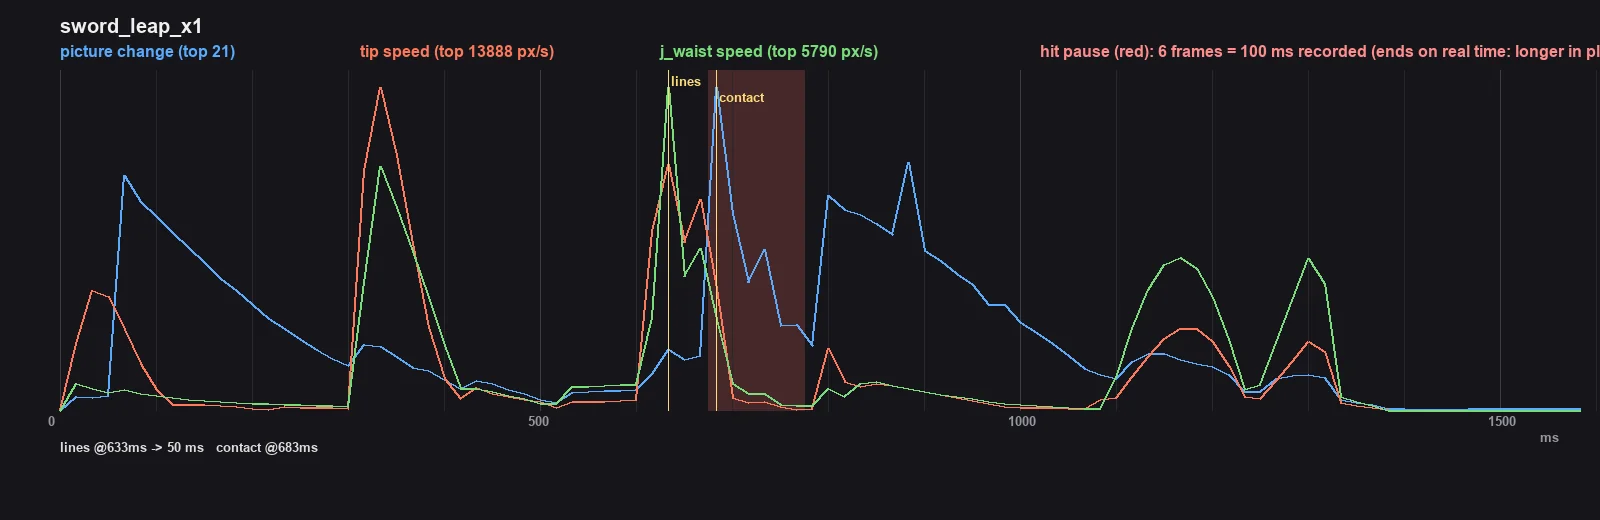 sword_leap_x1
picture change (top 21) tip speed (top 13888 px/s) j_waist speed (top 5790 px/s) hit pause (red): 6 frames = 100 ms recorded (ends on real time: longer in pl
lines
contact
0 500 1000 1500
ms
lines @633ms -> 50 ms contact @683ms